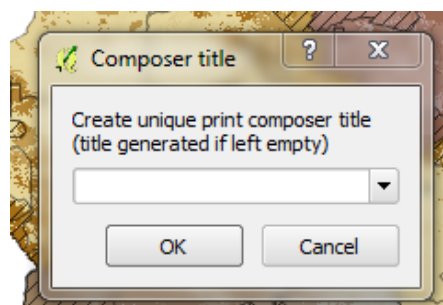 Composer title
Create unique print composer title
(title generated if left empty)
OK
Cancel